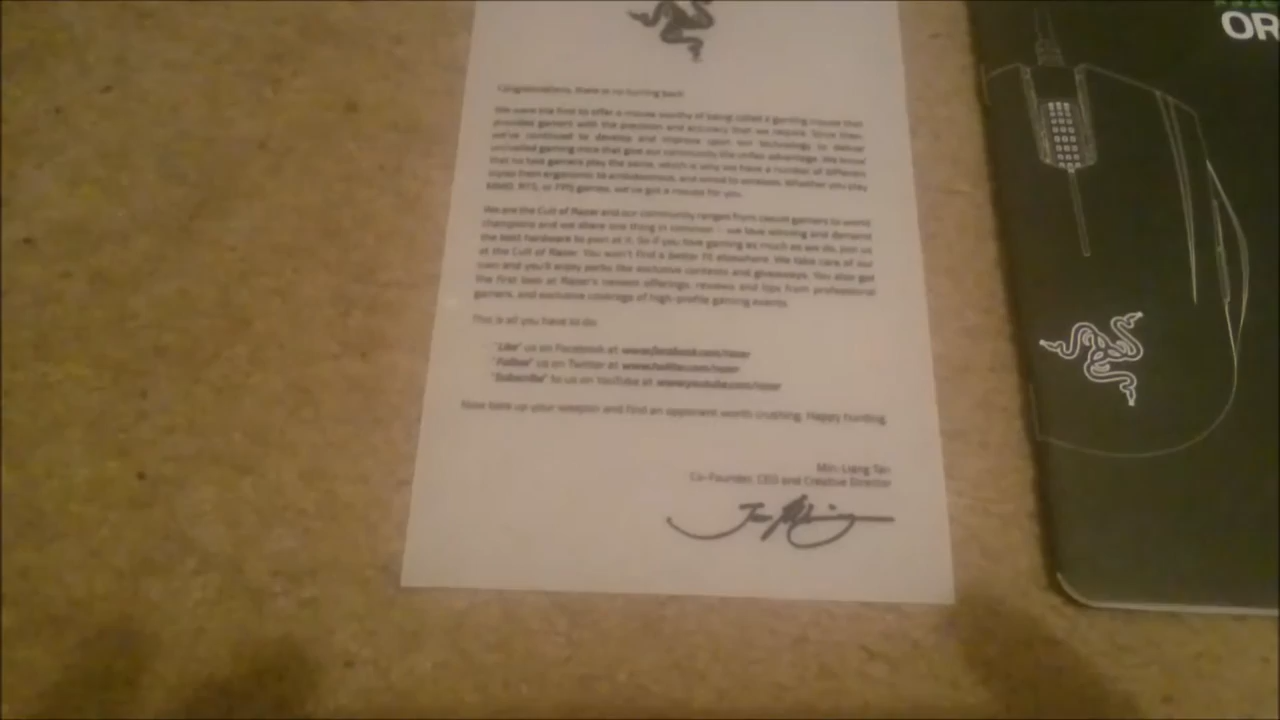 OR
Congratulations, there is no turning back
We were the first to offer a mouse worthy of being called a gaming mouse that
provides gamers with the precision and accuracy that we require. Since then
we've continued to develop and improve upon our technology to deliver
unrivaled gaming mice that give our community the unfair advantage. We know
that no two gamers play the same, which is why we have a number of different
styles from ergonomic to ambidextrous, and wired to wireless. Whether you play
MMO, RTS, or FPS games, we've got a mouse for you.
We are the Cult of Razer and our community ranges from casual gamers to world
champions and we share one thing in common – we love winning and demand
the best hardware to pwn at it. So if you love gaming as much as we do, join us
at the Cult of Razer. You won't find a better fit elsewhere. We take care of our
own and you'll enjoy perks like exclusive contests and giveaways. You also get
the first look at Razer's newest offerings, reviews and tips from professional
gamers, and exclusive coverage of high-profile gaming events.
This is all you have to do:
"Like" us on Facebook at www.facebook.com/razer
"Follow" us on Twitter at www.twitter.com/razer
"Subscribe" to us on YouTube at www.youtube.com/razer
Now take up your weapon and find an opponent worth crushing. Happy hunting.
Min-Liang Tan
Co-Founder, CEO and Creative Director